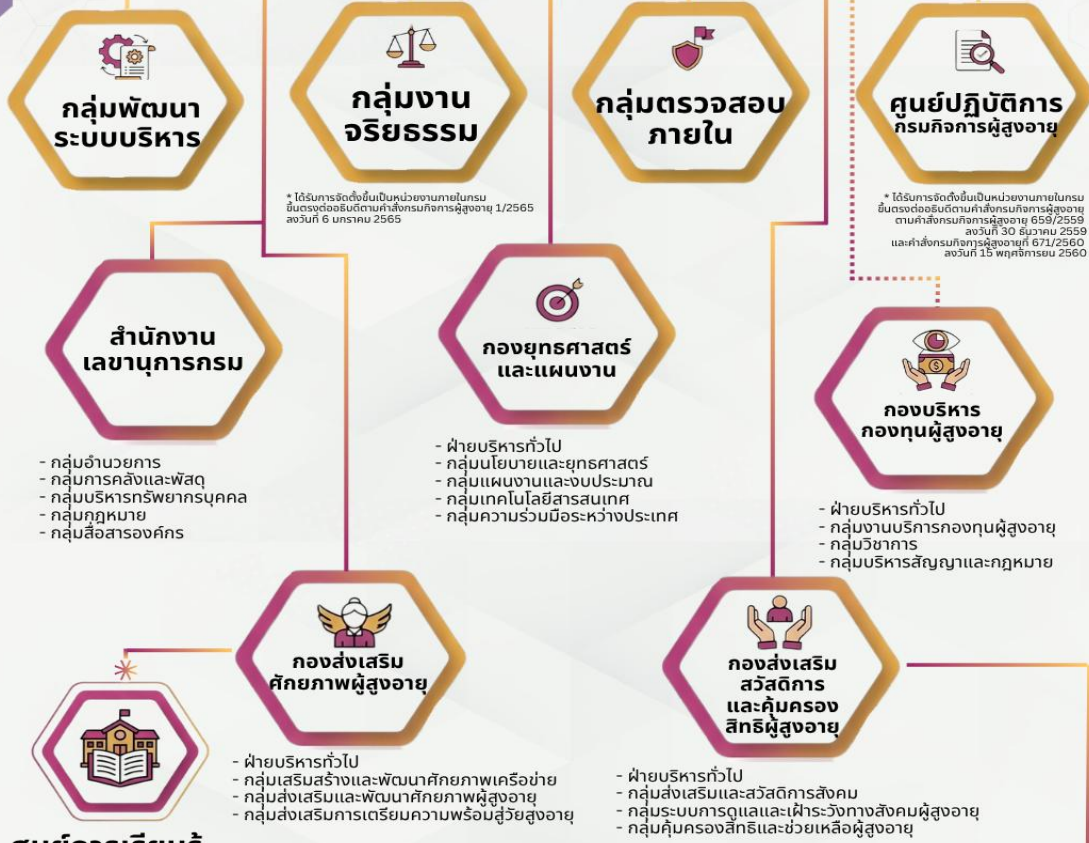 กลุ่มพัฒนา
ระบบบริหาร
กลุ่มงาน
จริยธรรม
* ได้รับการจัดตั้งขึ้นเป็นหน่วยงานภายในกรม
ขึ้นตรงต่ออธิบดีตามคำสั่งกรมกิจการผู้สูงอายุ 1/2565
ลงวันที่ 6 มกราคม 2565
กลุ่มตรวจสอบ
ภายใน
ศูนย์ปฏิบัติการ
กรมกิจการผู้สูงอายุ
* ได้รับการจัดตั้งขึ้นเป็นหน่วยงานภายในกรม
ขึ้นตรงต่ออธิบดีตามคำสั่งกรมกิจการผู้สูงอายุ
ตามคำสั่งกรมกิจการผู้สูงอายุ 659/2559
ลงวันที่ 30 ธันวาคม 2559
และคำสั่งกรมกิจการผู้สูงอายุที่ 671/2560
ลงวันที่ 15 พฤศจิการยน 2560
สำนักงาน
เลขานุการกรม
- กลุ่มอำนวยการ
- กลุ่มการคลังและพัสดุ
- กลุ่มบริหารทรัพยากรบุคคล
- กลุ่มกฎหมาย
- กลุ่มสื่อสารองค์กร
กองยุทธศาสตร์
และแผนงาน
- ฝ่ายบริหารทั่วไป
- กลุ่มนโยบายและยุทธศาสตร์
- กลุ่มแผนงานและงบประมาณ
- กลุ่มเทคโนโลยีสารสนเทศ
- กลุ่มความร่วมมือระหว่างประเทศ
กองบริหาร
กองทุนผู้สูงอายุ
- ฝ่ายบริหารทั่วไป
- กลุ่มงานบริการกองทุนผู้สูงอายุ
- กลุ่มวิชาการ
- กลุ่มบริหารสัญญาและกฎหมาย
กองส่งเสริม
ศักยภาพผู้สูงอายุ
- ฝ่ายบริหารทั่วไป
- กลุ่มเสริมสร้างและพัฒนาศักยภาพเครือข่าย
- กลุ่มส่งเสริมและพัฒนาศักยภาพผู้สูงอายุ
- กลุ่มส่งเสริมการเตรียมความพร้อมสู่วัยสูงอายุ
กองส่งเสริม
สวัสดิการ
และคุ้มครอง
สิทธิผู้สูงอายุ
- ฝ่ายบริหารทั่วไป
- กลุ่มส่งเสริมและสวัสดิการสังคม
- กลุ่มระบบการดูแลและเฝ้าระวังทางสังคมผู้สูงอายุ
- กลุ่มคุ้มครองสิทธิและช่วยเหลือผู้สูงอายุ